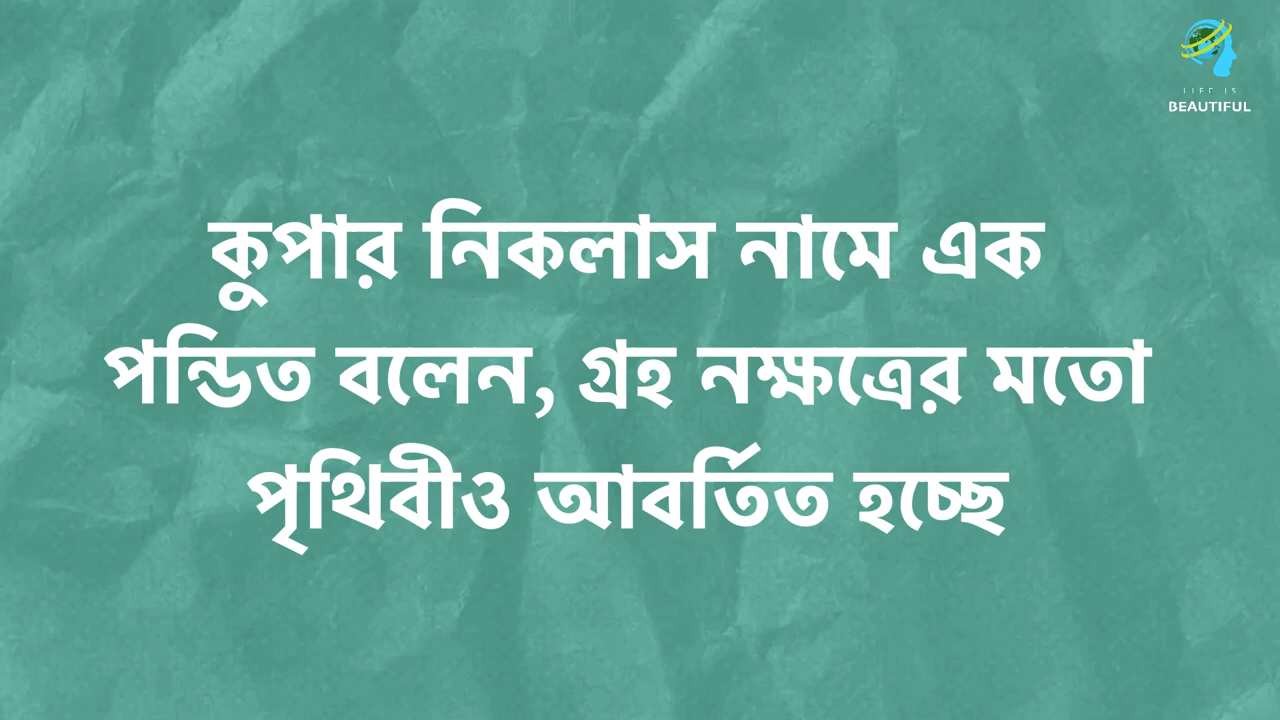 LIFE IS
BEAUTIFUL
কুপার নিকলাস নামে এক
পন্ডিত বলেন, গ্রহ নক্ষত্রের মতো
পৃথিবীও আবর্তিত হচ্ছে